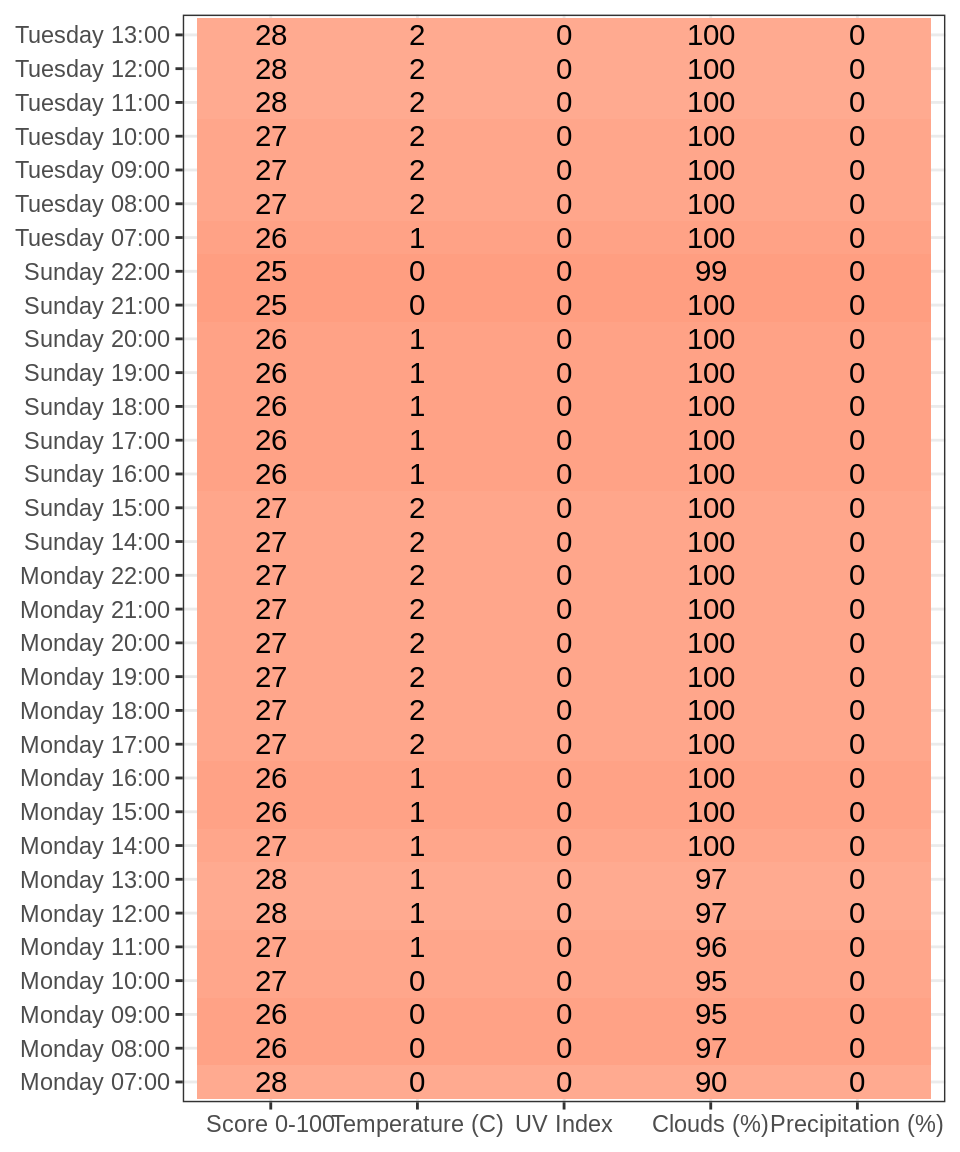 Tuesday 13:00 28 2 0 100 0
Tuesday 12:00 28 2 0 100 0
Tuesday 11:00 28 2 0 100 0
Tuesday 10:00 27 2 0 100 0
Tuesday 09:00 27 2 0 100 0
Tuesday 08:00 27 2 0 100 0
Tuesday 07:00 26 1 0 100 0
Sunday 22:00 25 0 0 99 0
Sunday 21:00 25 0 0 100 0
Sunday 20:00 26 1 0 100 0
Sunday 19:00 26 1 0 100 0
Sunday 18:00 26 1 0 100 0
Sunday 17:00 26 1 0 100 0
Sunday 16:00 26 1 0 100 0
Sunday 15:00 27 2 0 100 0
Sunday 14:00 27 2 0 100 0
Monday 22:00 27 2 0 100 0
Monday 21:00 27 2 0 100 0
Monday 20:00 27 2 0 100 0
Monday 19:00 27 2 0 100 0
Monday 18:00 27 2 0 100 0
Monday 17:00 27 2 0 100 0
Monday 16:00 26 1 0 100 0
Monday 15:00 26 1 0 100 0
Monday 14:00 27 1 0 100 0
Monday 13:00 28 1 0 97 0
Monday 12:00 28 1 0 97 0
Monday 11:00 27 1 0 96 0
Monday 10:00 27 0 0 95 0
Monday 09:00 26 0 0 95 0
Monday 08:00 26 0 0 97 0
Monday 07:00 28 0 0 90 0
Score 0-100 Temperature (C) UV Index Clouds (%) Precipitation (%)